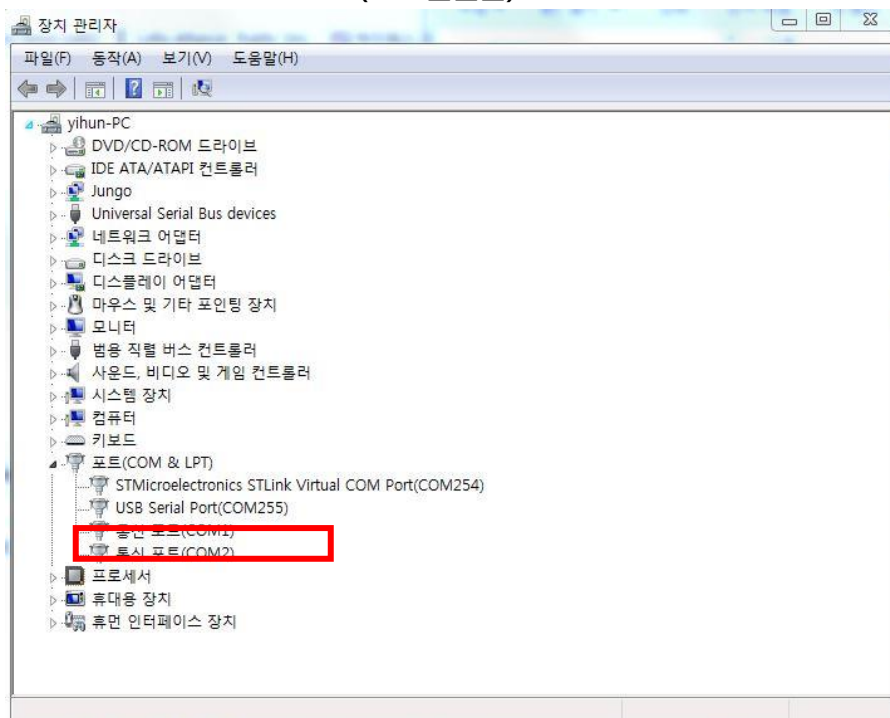 장치 관리자
파일(F) 동작(A) 보기(V) 도움말(H)
yihun-PC
DVD/CD-ROM 드라이브
IDE ATA/ATAPI 컨트롤러
Jungo
Universal Serial Bus devices
네트워크 어댑터
디스크 드라이브
디스플레이 어댑터
마우스 및 기타 포인팅 장치
모니터
범용 직렬 버스 컨트롤러
사운드, 비디오 및 게임 컨트롤러
시스템 장치
컴퓨터
키보드
포트(COM & LPT)
STMicroelectronics STLink Virtual COM Port(COM254)
USB Serial Port(COM255)
통신 포트(COM1)
통신 포트(COM2)
프로세서
휴대용 장치
휴먼 인터페이스 장치